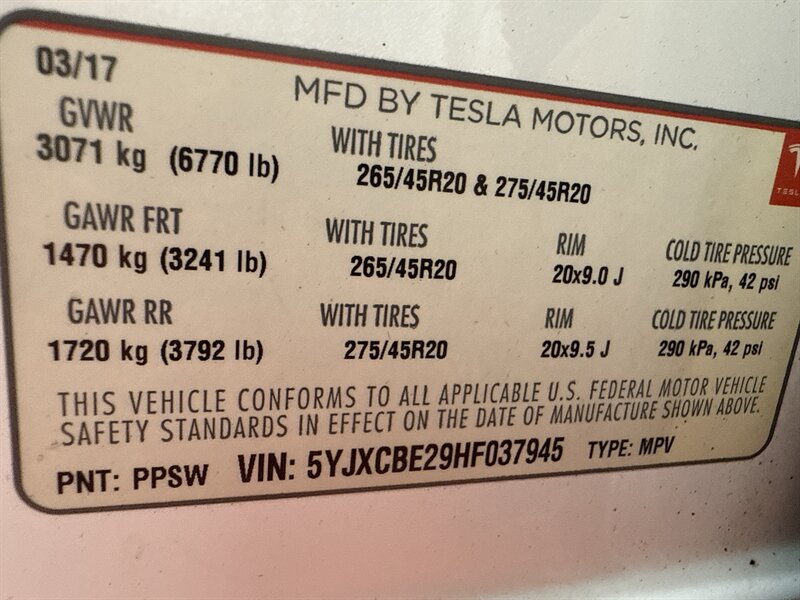 03/17
MFD BY TESLA MOTORS, INC.
GVWR
3071 kg (6770 lb)
WITH TIRES
265/45R20 & 275/45R20
GAWR FRT
1470 kg (3241 lb)
WITH TIRES
265/45R20
RIM
20x9.0 J
COLD TIRE PRESSURE
290 kPa, 42 psi
GAWR RR
1720 kg (3792 lb)
WITH TIRES
275/45R20
RIM
20x9.5 J
COLD TIRE PRESSURE
290 kPa, 42 psi
THIS VEHICLE CONFORMS TO ALL APPLICABLE U.S. FEDERAL MOTOR VEHICLE
SAFETY STANDARDS IN EFFECT ON THE DATE OF MANUFACTURE SHOWN ABOVE.
PNT: PPSW VIN: 5YJXCBE29HF037945 TYPE: MPV